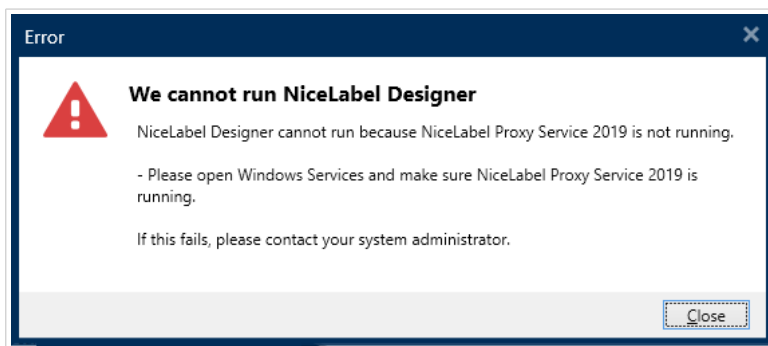 Error
We cannot run NiceLabel Designer
NiceLabel Designer cannot run because NiceLabel Proxy Service 2019 is not running.
- Please open Windows Services and make sure NiceLabel Proxy Service 2019 is
running.
If this fails, please contact your system administrator.
Close